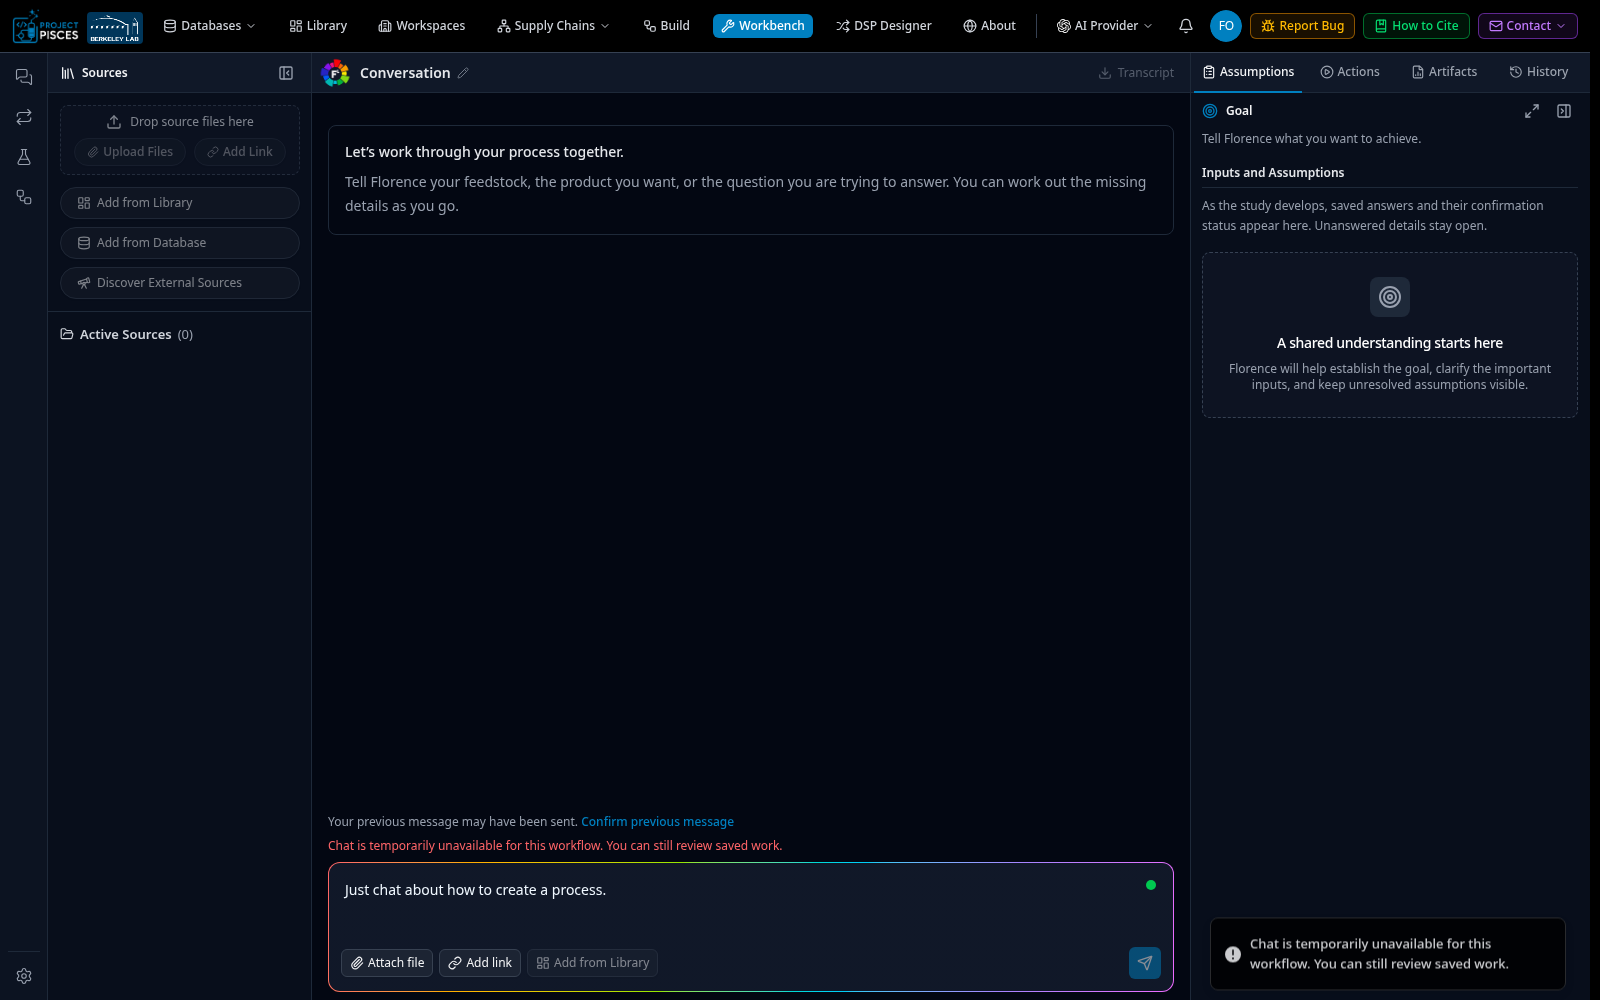 PROJECT
PISCES
BERKELEY LAB
Databases
Library
Workspaces
Supply Chains
Build
Workbench
DSP Designer
About
AI Provider
FO
Report Bug
How to Cite
Contact
Sources
Drop source files here
Upload Files
Add Link
Add from Library
Add from Database
Discover External Sources
Active Sources (0)
Conversation
Transcript
Let's work through your process together.
Tell Florence your feedstock, the product you want, or the question you are trying to answer. You can work out the missing
details as you go.
Your previous message may have been sent. Confirm previous message
Chat is temporarily unavailable for this workflow. You can still review saved work.
Just chat about how to create a process.
Attach file
Add link
Add from Library
Assumptions
Actions
Artifacts
History
Goal
Tell Florence what you want to achieve.
Inputs and Assumptions
As the study develops, saved answers and their confirmation
status appear here. Unanswered details stay open.
A shared understanding starts here
Florence will help establish the goal, clarify the important
inputs, and keep unresolved assumptions visible.
Chat is temporarily unavailable for this
workflow. You can still review saved work.